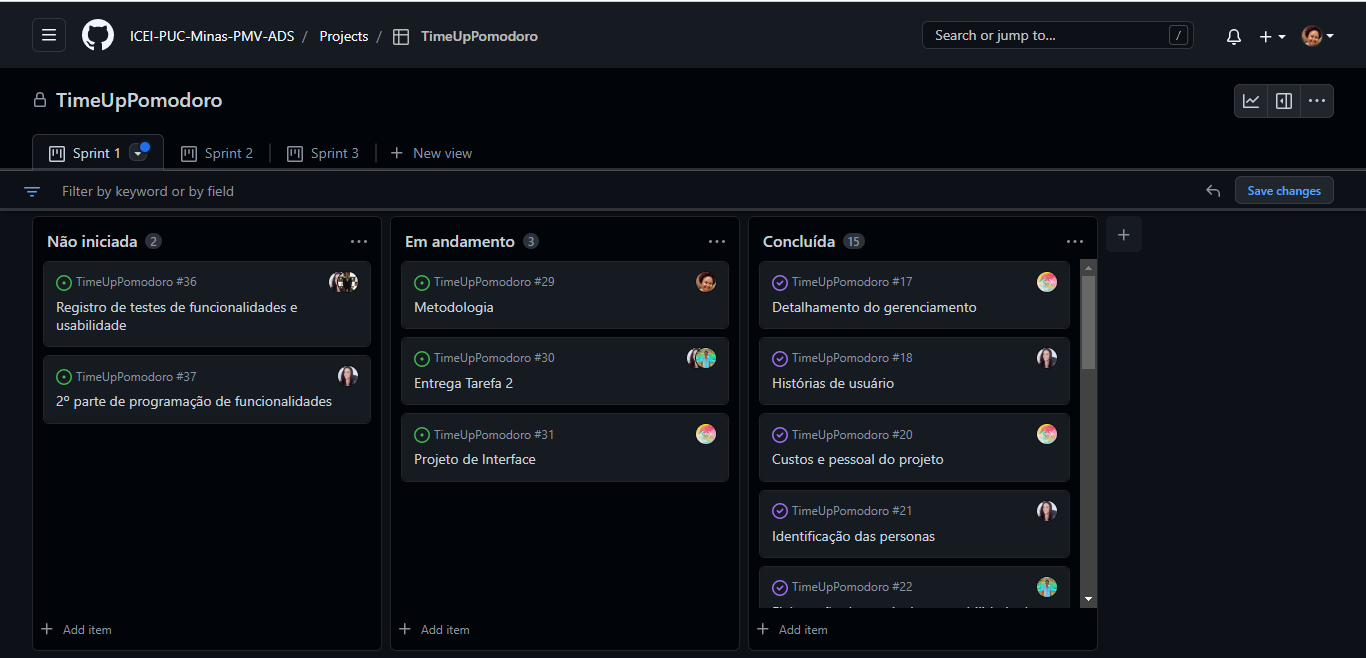 ICEI-PUC-Minas-PMV-ADS / Projects / TimeUpPomodoro
Search or jump to... /
TimeUpPomodoro
Sprint 1 Sprint 2 Sprint 3 + New view
Filter by keyword or by field
Save changes
Não iniciada 2
TimeUpPomodoro #36
Registro de testes de funcionalidades e
usabilidade
TimeUpPomodoro #37
2º parte de programação de funcionalidades
+ Add item
Em andamento 3
TimeUpPomodoro #29
Metodologia
TimeUpPomodoro #30
Entrega Tarefa 2
TimeUpPomodoro #31
Projeto de Interface
+ Add item
Concluída 15
TimeUpPomodoro #17
Detalhamento do gerenciamento
TimeUpPomodoro #18
Histórias de usuário
TimeUpPomodoro #20
Custos e pessoal do projeto
TimeUpPomodoro #21
Identificação das personas
TimeUpPomodoro #22
+ Add item